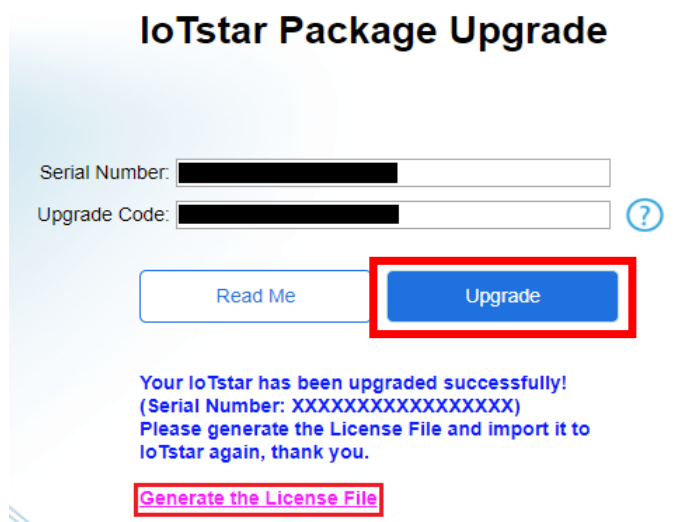 IoTstar Package Upgrade
Serial Number:
Upgrade Code:
?
Read Me
Upgrade
Your IoTstar has been upgraded successfully!
(Serial Number: XXXXXXXXXXXXXXXXX)
Please generate the License File and import it to
IoTstar again, thank you.
Generate the License File